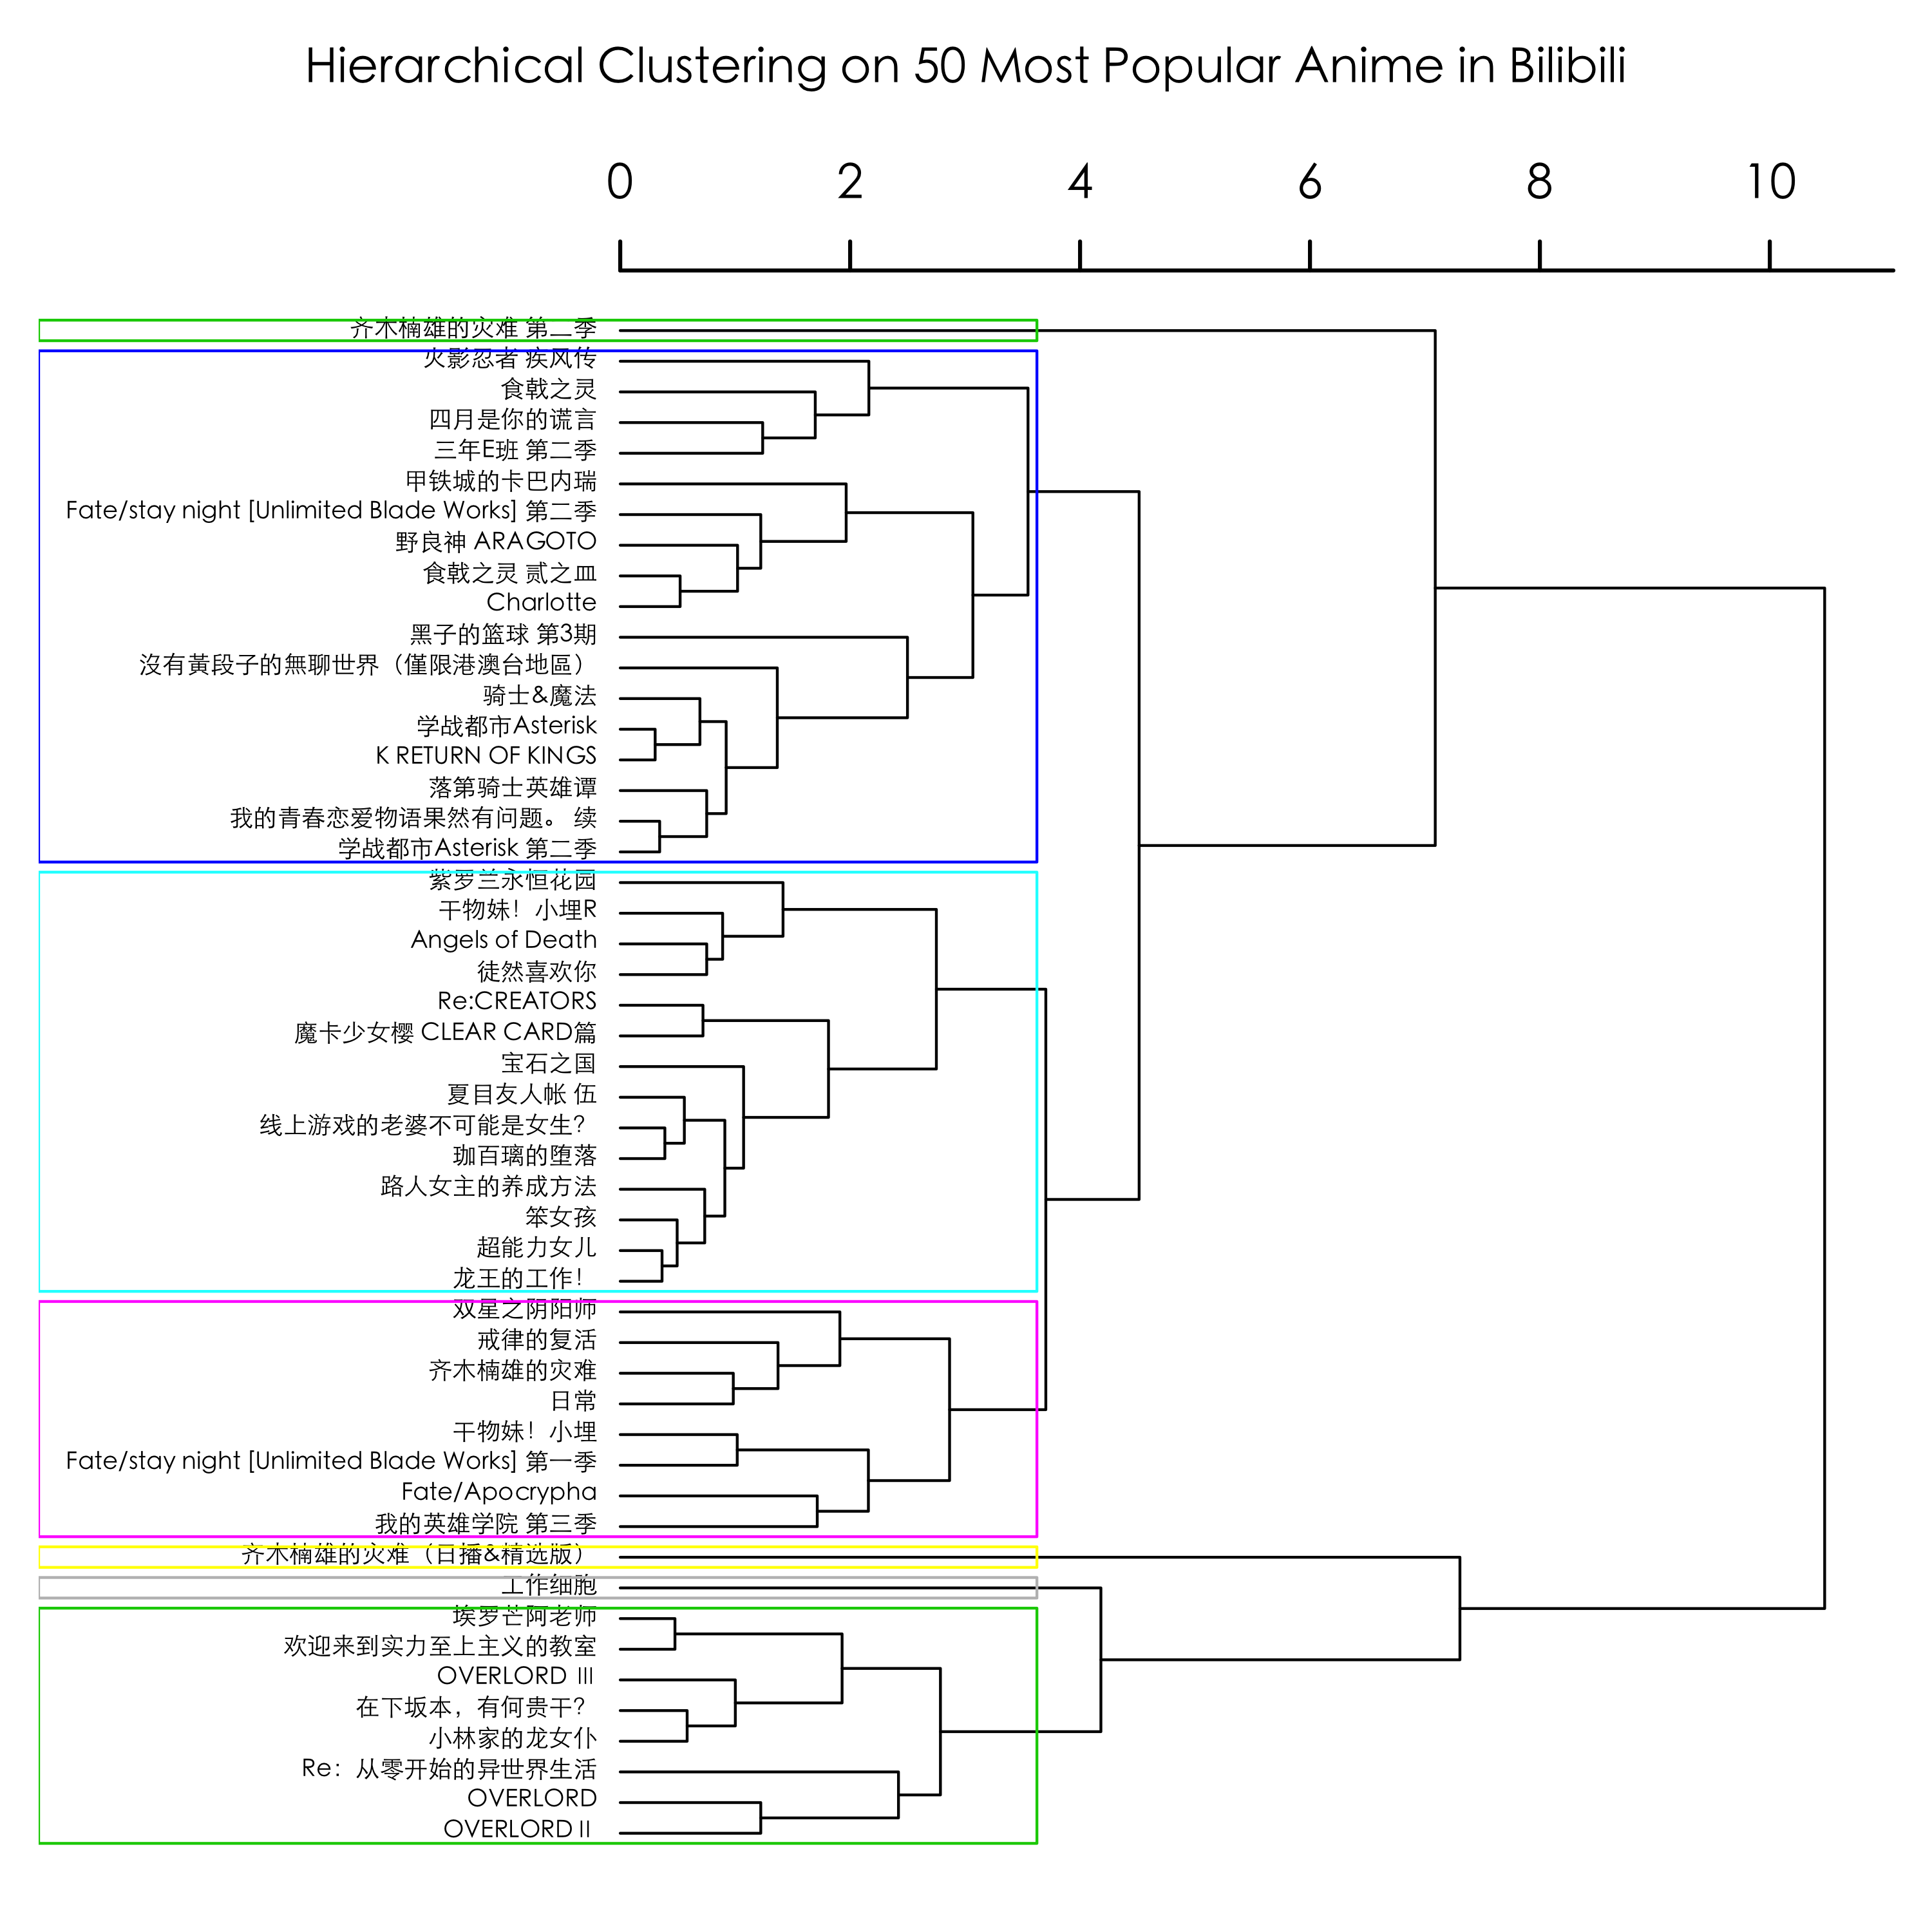 Hierarchical Clustering on 50 Most Popular Anime in Bilibili
0 2 4 6 8 10
齐木楠雄的灾难 第二季
火影忍者 疾风传
食戟之灵
四月是你的谎言
三年E班 第二季
甲铁城的卡巴内瑞
Fate/stay night [Unlimited Blade Works] 第二季
野良神 ARAGOTO
食戟之灵 贰之皿
Charlotte
黑子的篮球 第3期
沒有黃段子的無聊世界（僅限港澳台地區）
骑士&魔法
学战都市Asterisk
K RETURN OF KINGS
落第骑士英雄谭
我的青春恋爱物语果然有问题。 续
学战都市Asterisk 第二季
紫罗兰永恒花园
干物妹！小埋R
Angels of Death
徒然喜欢你
Re:CREATORS
魔卡少女樱 CLEAR CARD篇
宝石之国
夏目友人帐 伍
线上游戏的老婆不可能是女生？
珈百璃的堕落
路人女主的养成方法
笨女孩
超能力女儿
龙王的工作！
双星之阴阳师
戒律的复活
齐木楠雄的灾难
日常
干物妹！小埋
Fate/stay night [Unlimited Blade Works] 第一季
Fate/Apocrypha
我的英雄学院 第三季
齐木楠雄的灾难（日播&精选版）
工作细胞
埃罗芒阿老师
欢迎来到实力至上主义的教室
OVERLORD III
在下坂本，有何贵干？
小林家的龙女仆
Re：从零开始的异世界生活
OVERLORD
OVERLORD II